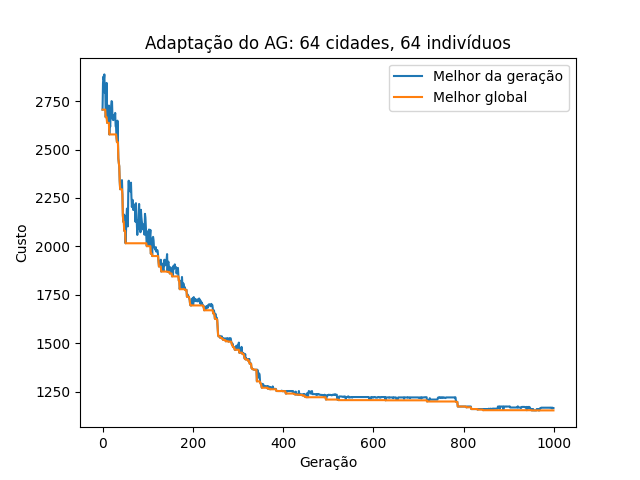 Adaptação do AG: 64 cidades, 64 indivíduos
Melhor da geração
Melhor global
2750
2500
2250
2000
1750
1500
1250
Custo
0 200 400 600 800 1000
Geração